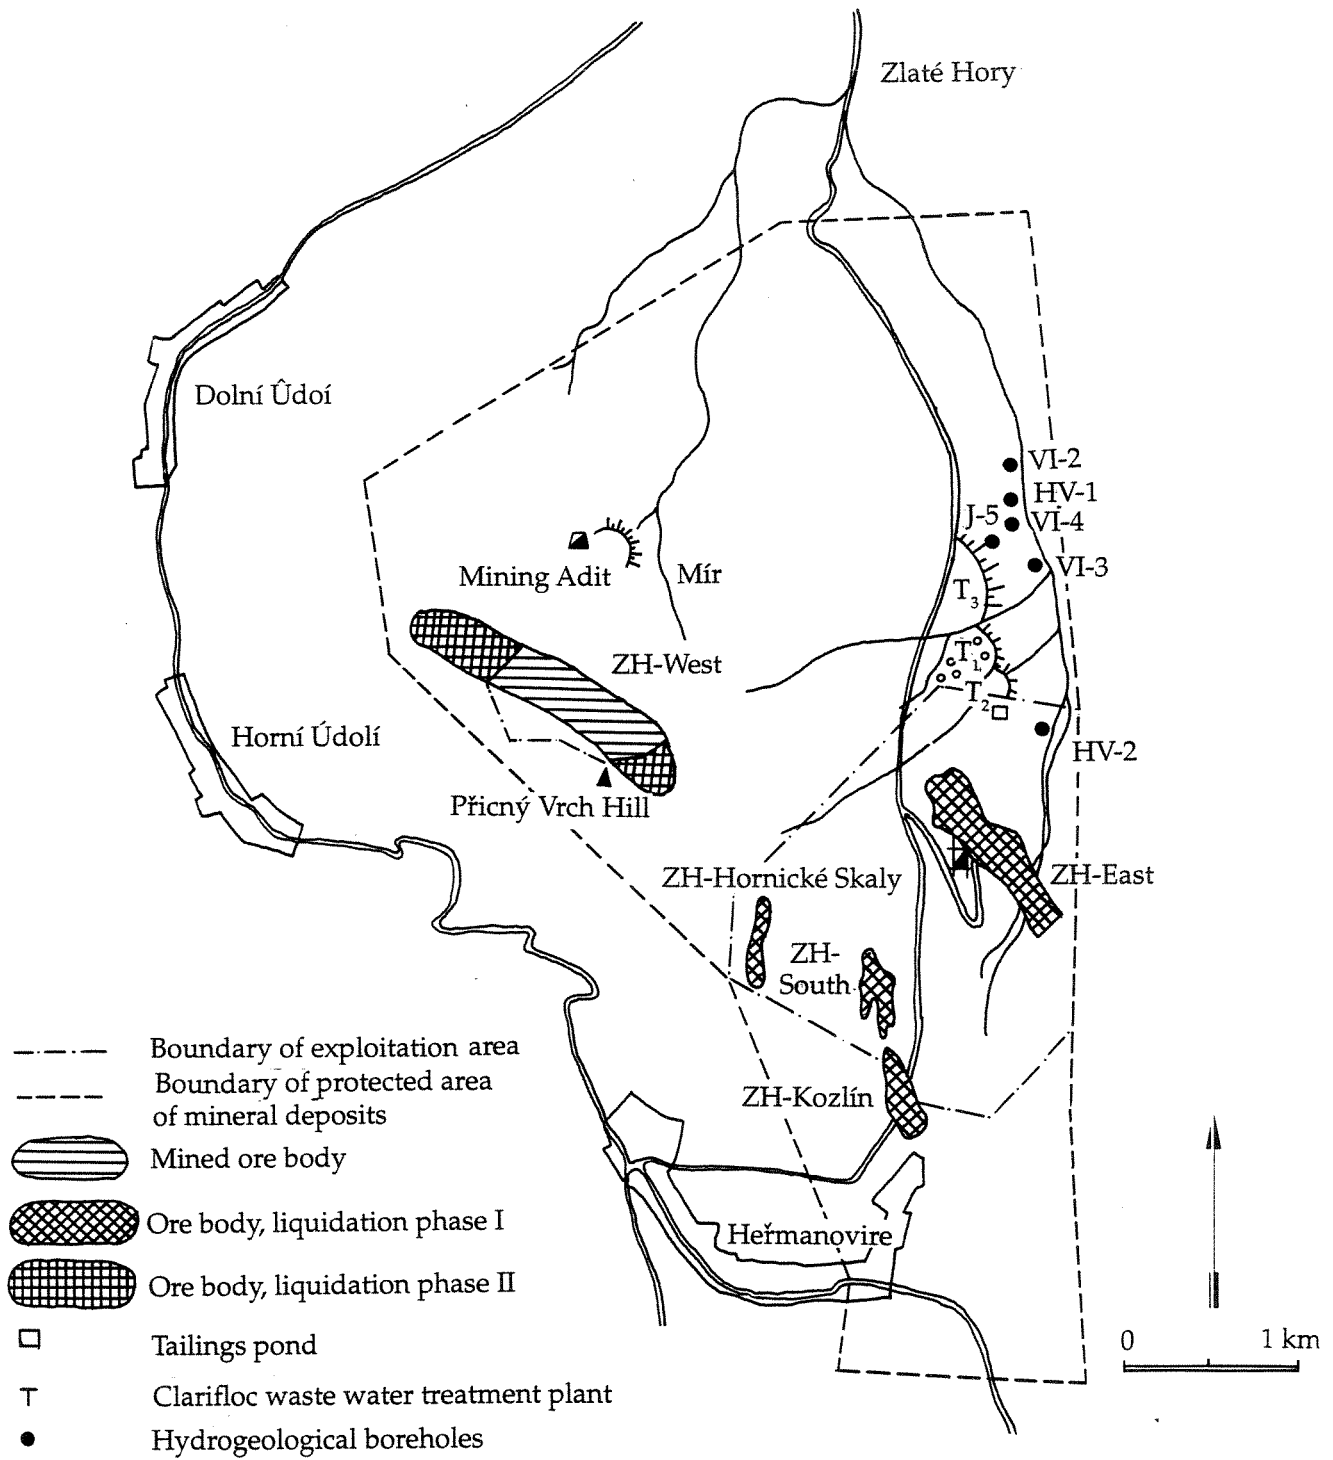 Zlaté Hory
Dolní Ûdoí
VI-2
HV-1
J-5
VI-4
VI-3
Mining Adit
Mír
T3
ZH-West
T1,
T2
Horní Údolí
HV-2
Přicný Vrch Hill
ZH-Hornické Skaly
ZH-East
ZH-
South
ZH-Kozlín
Heřmanovire
Boundary of exploitation area
Boundary of protected area
of mineral deposits
Mined ore body
Ore body, liquidation phase I
Ore body, liquidation phase II
Tailings pond
T
Clarifloc waste water treatment plant
Hydrogeological boreholes
0 1 km